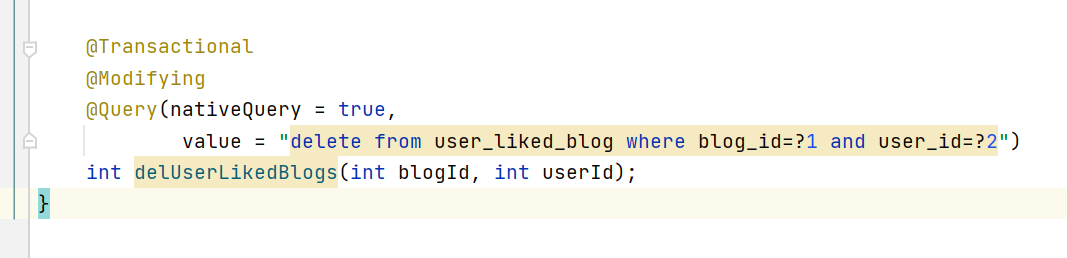 @Transactional
@Modifying
@Query(nativeQuery = true,
value = "delete from user_liked_blog where blog_id=?1 and user_id=?2")
int delUserLikedBlogs(int blogId, int userId);
}